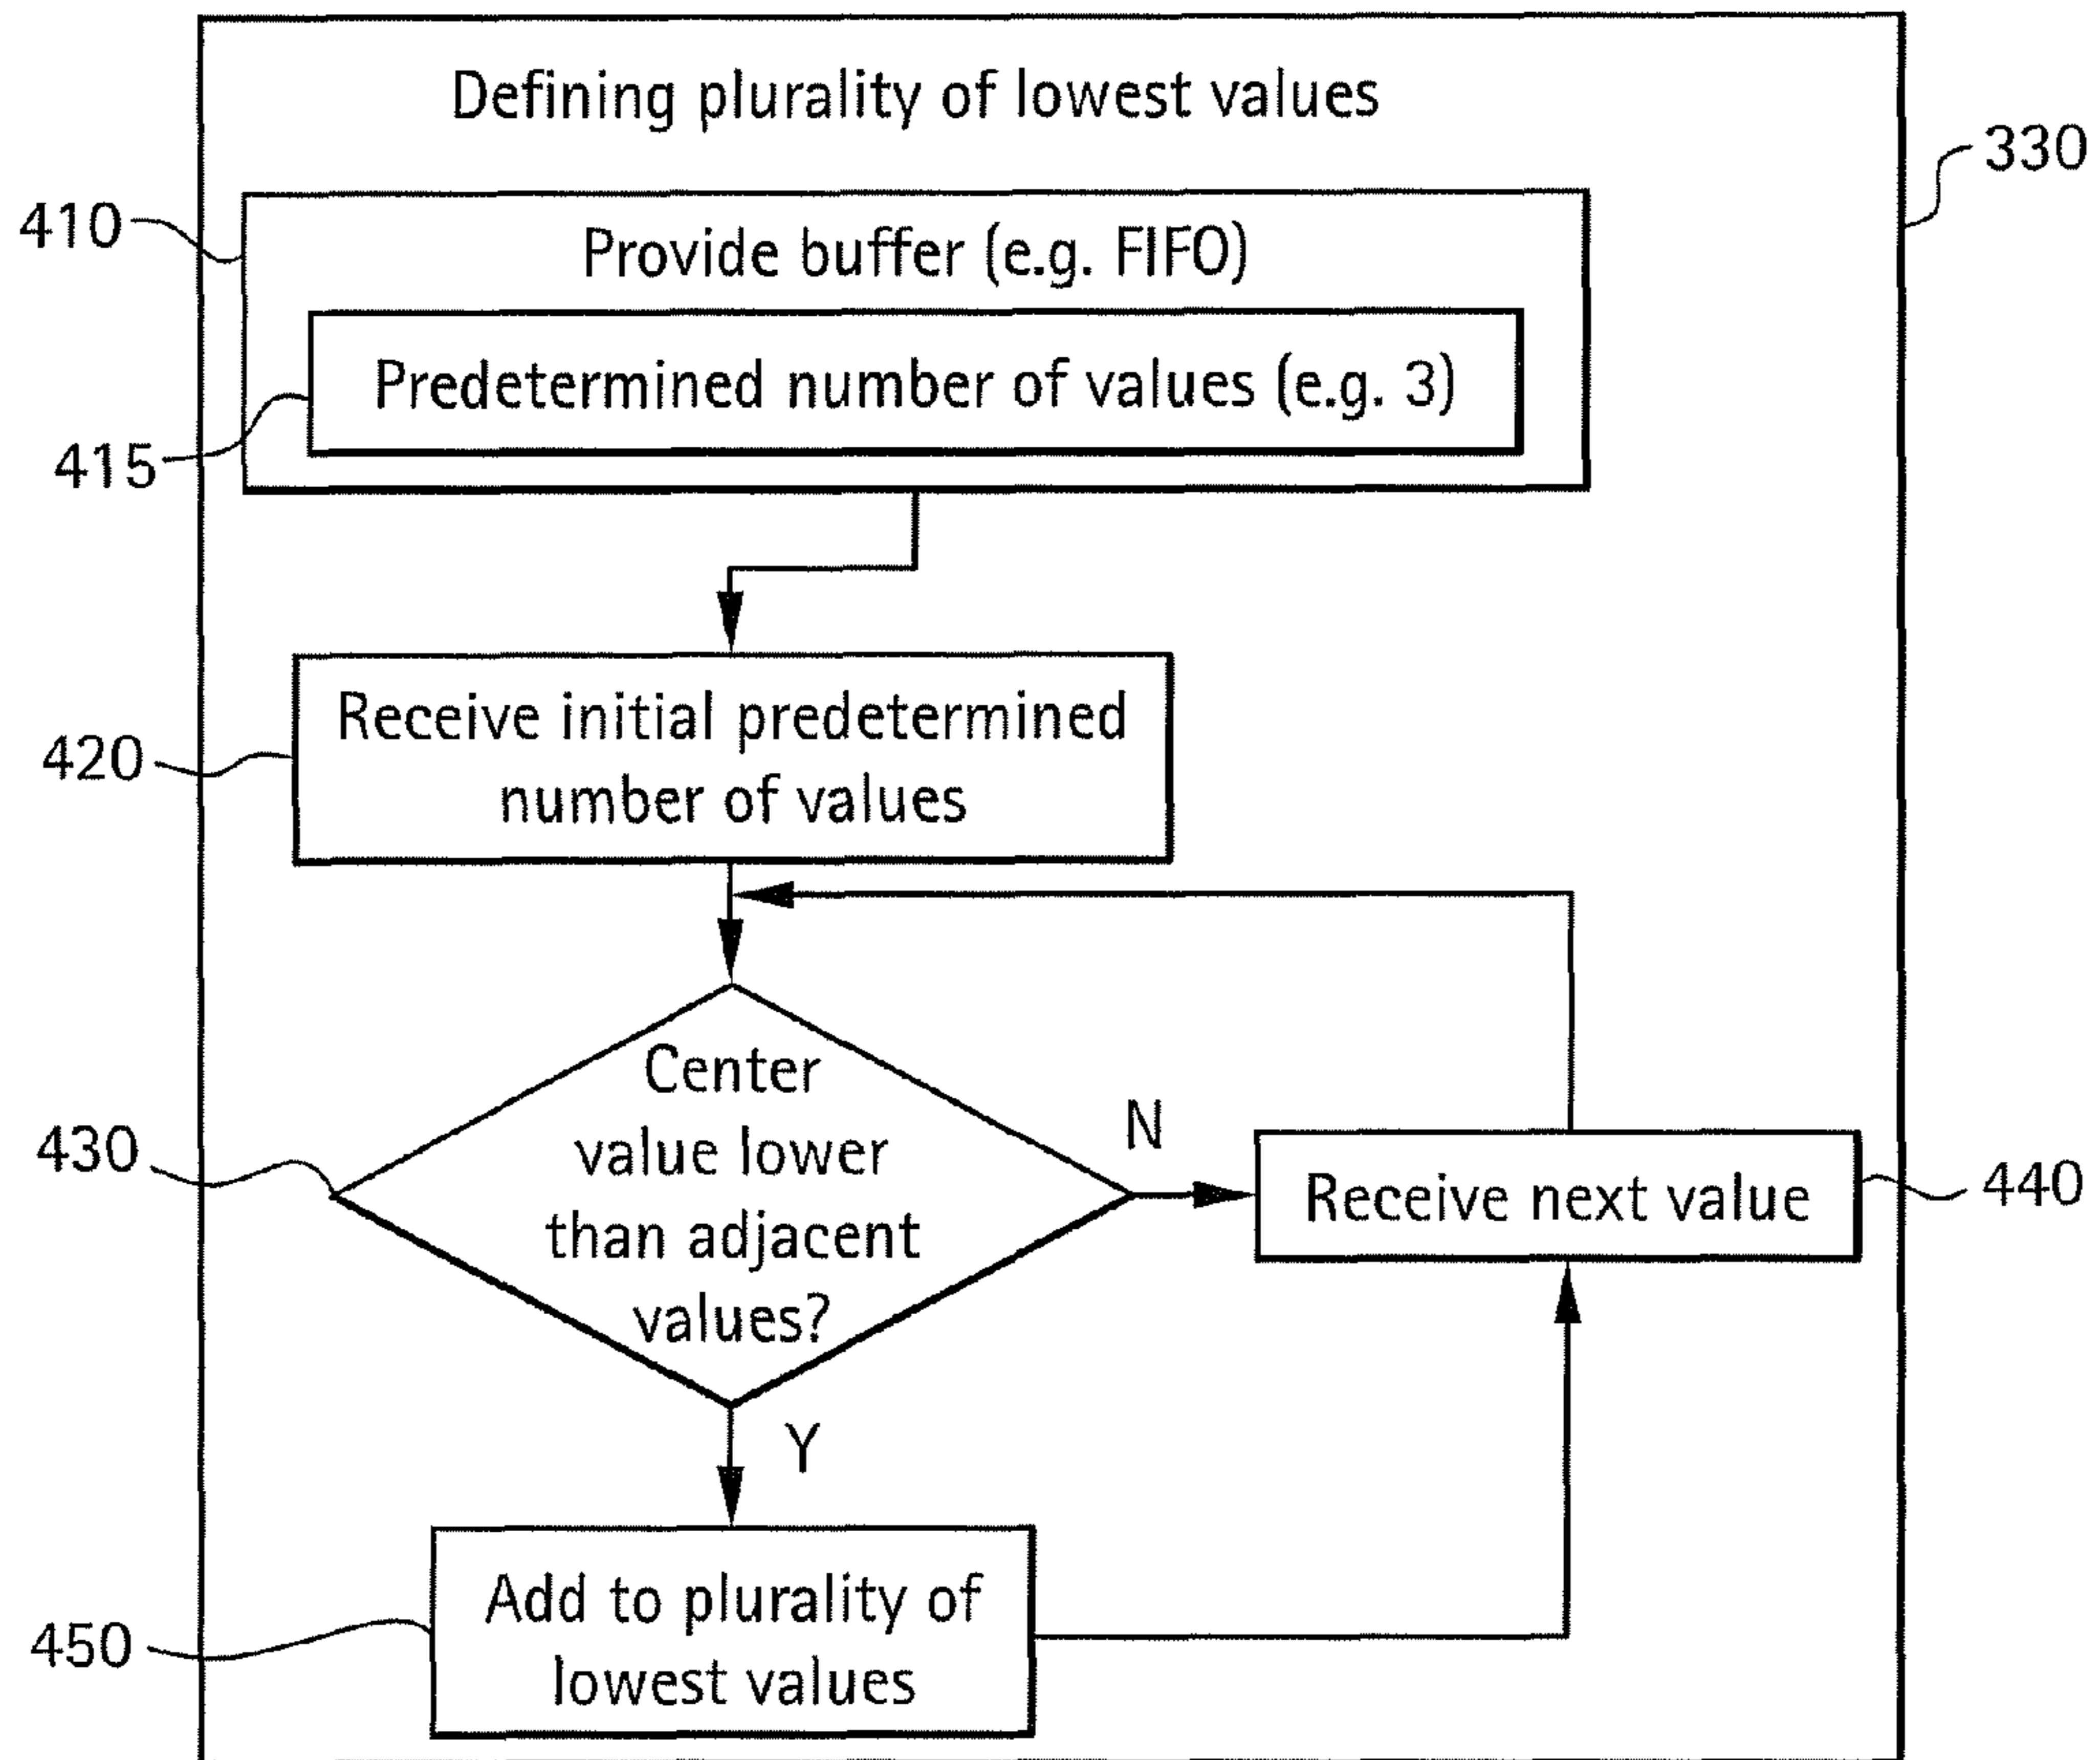 Defining plurality of lowest values
330
410
Provide buffer (e.g. FIFO)
Predetermined number of values (e.g. 3)
415
Receive initial predetermined
number of values
420
Center
value lower
than adjacent
values?
430
N
Receive next value
440
Y
Add to plurality of
lowest values
450